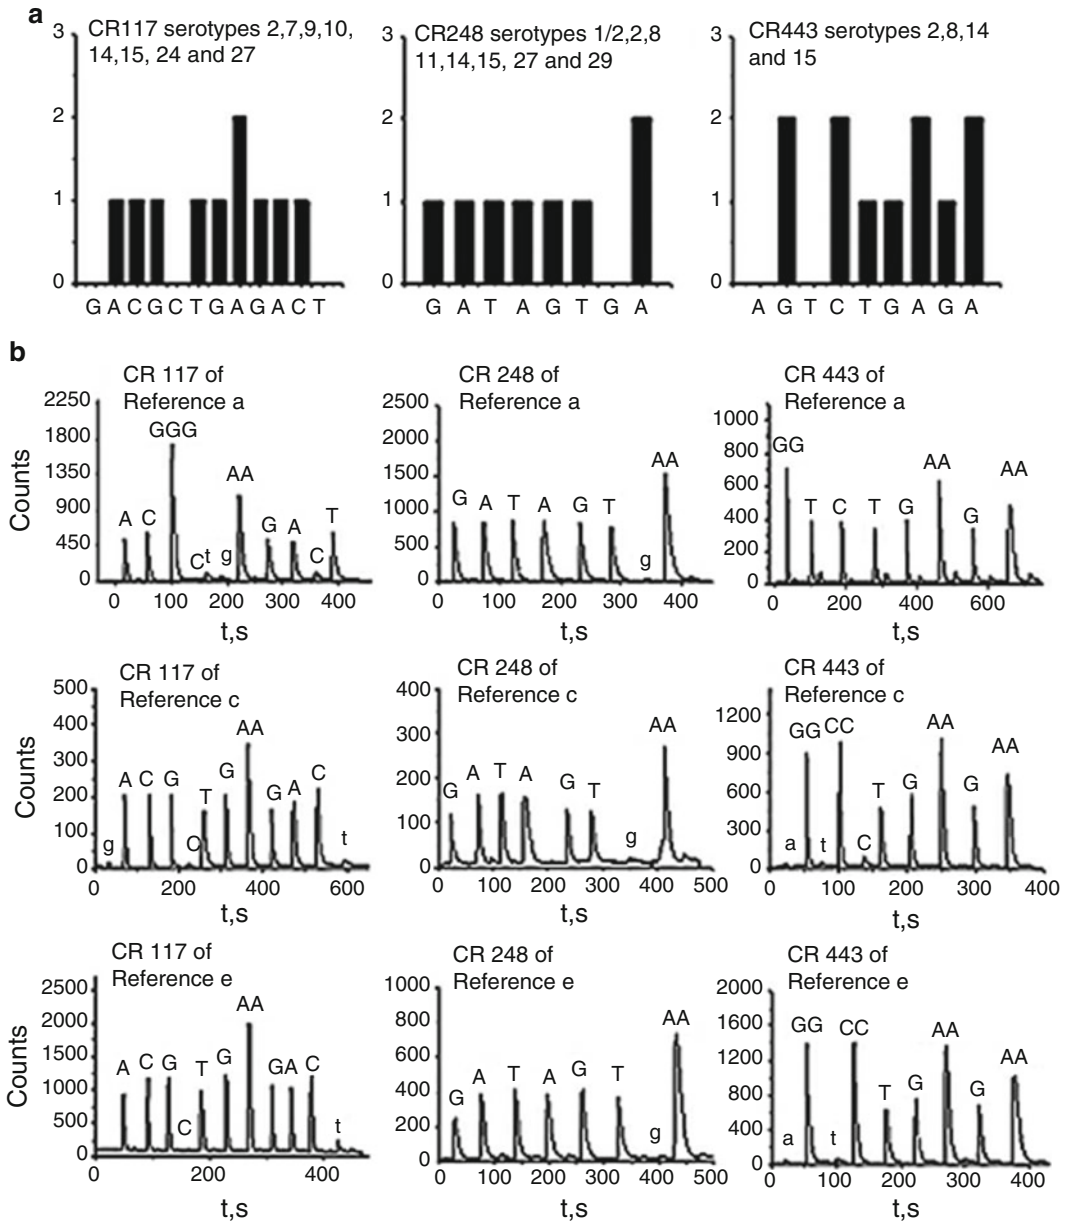 a
CR117 serotypes 2,7,9,10,
14,15, 24 and 27
3
2
1
0
G A C G C T G A G A C T
CR248 serotypes 1/2,2,8
11,14,15, 27 and 29
3
2
1
0
G A T A G T G A
CR443 serotypes 2,8,14
and 15
3
2
1
0
A G T C T G A G A
b
CR 117 of
Reference a
Counts
2250
1800
1350
900
450
0
A C GGG C t g AA G A C T
0 100 200 300 400
t,s
CR 248 of
Reference a
2500
2000
1500
1000
500
0
G A T A G T g AA
0 100 200 300 400
t,s
CR 443 of
Reference a
1000
800
600
400
200
0
GG T C T G AA G AA
0 200 400 600
t,s
CR 117 of
Reference c
Counts
500
400
300
200
100
0
g A C G C T G AA G A C t
0 200 400 600
t,s
CR 248 of
Reference c
400
300
200
100
0
G A T A G T g AA
0 100 200 300 400 500
t,s
CR 443 of
Reference c
1200
900
600
300
0
a GG t CC C T G AA G AA
0 100 200 300 400
t,s
CR 117 of
Reference e
Counts
2500
2000
1500
1000
500
0
A C G C T G AA GA C t
0 200 400
t,s
CR 248 of
Reference e
1000
800
600
400
200
0
G A T A G T g AA
0 100 200 300 400 500
t,s
CR 443 of
Reference e
2000
1600
1200
800
400
0
a GG t CC T G AA G AA
0 100 200 300 400
t,s